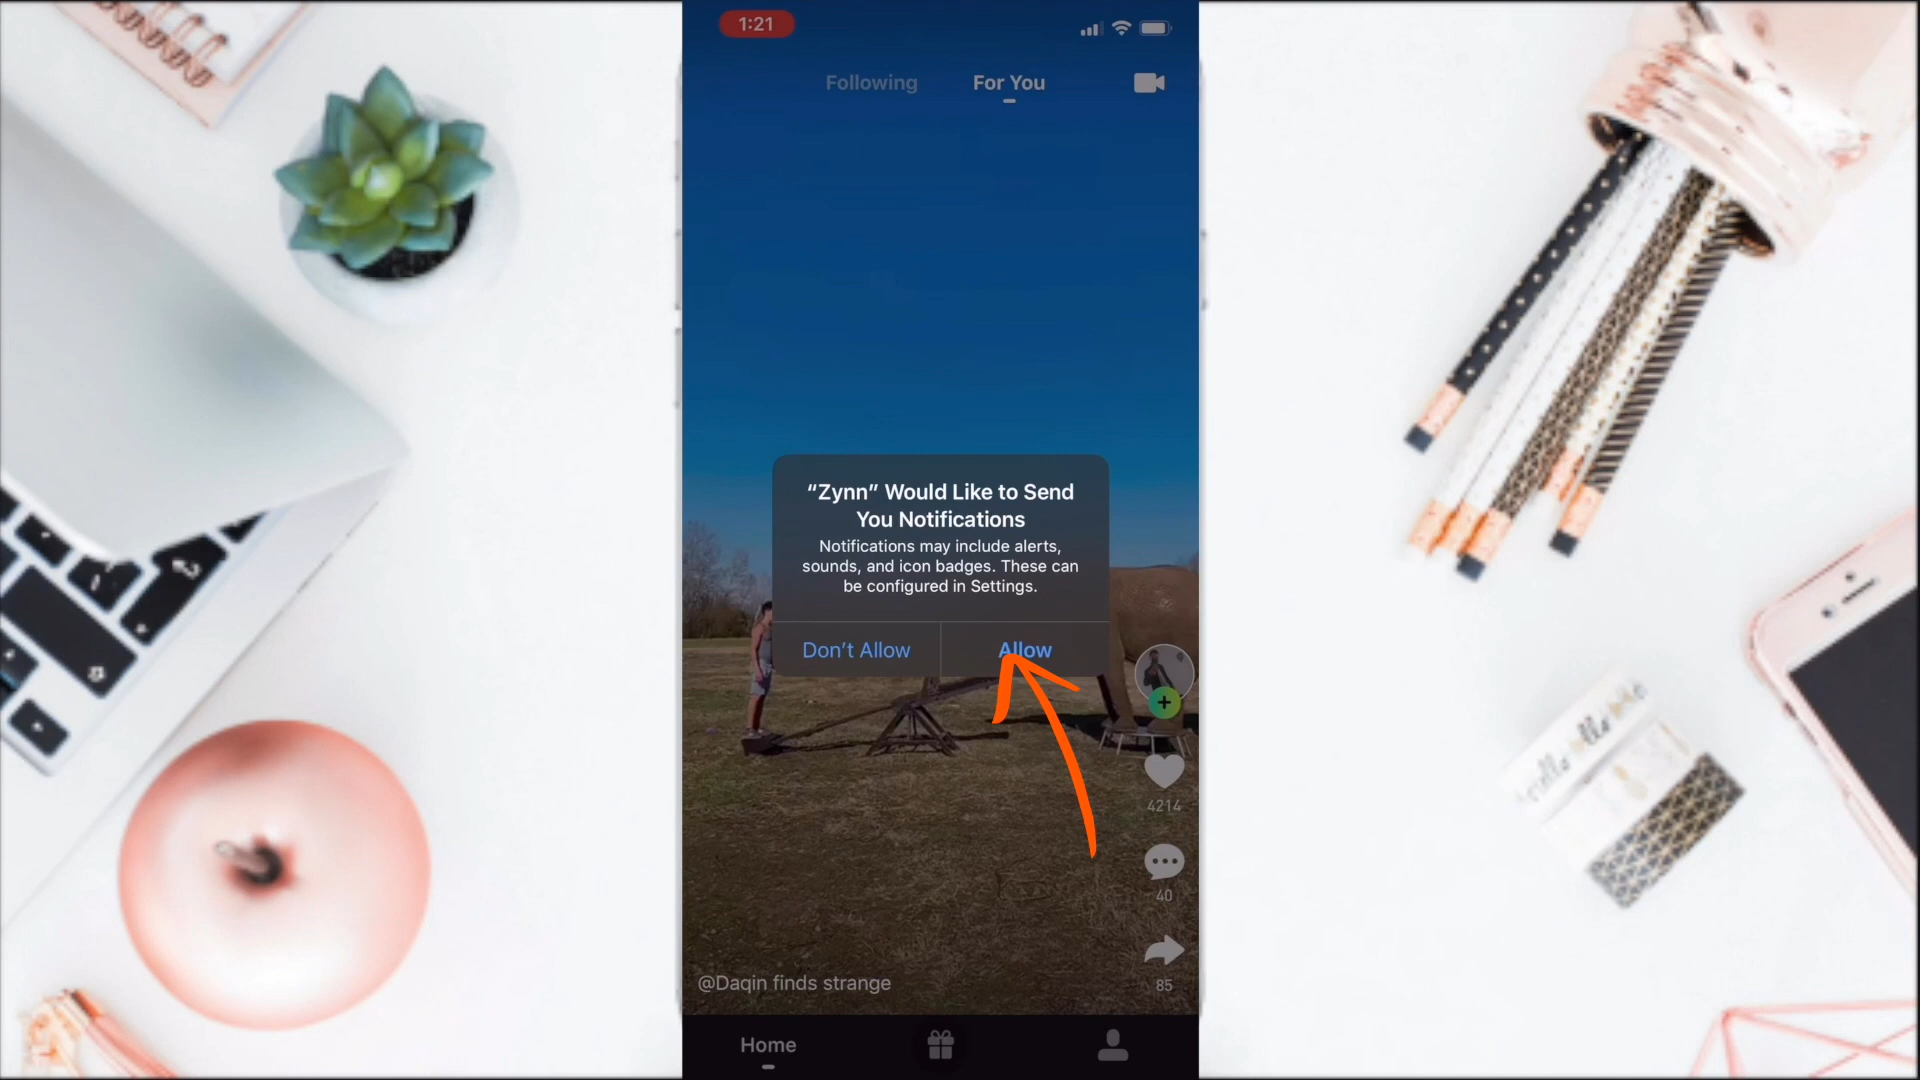 1:21
Following For You
“Zynn” Would Like to Send
You Notifications
Notifications may include alerts,
sounds, and icon badges. These can
be configured in Settings.
Don’t Allow Allow
4214
40
85
@Daqin finds strange
Home
hello